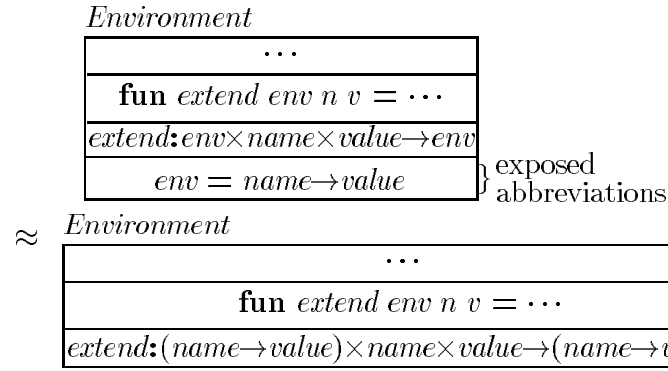 Environment
⋯
fun extend env n v = ⋯
extend:env×name×value→env
env = name→value
} exposed
abbreviations
≈ Environment
⋯
fun extend env n v = ⋯
extend:(name→value)×name×value→(name→v